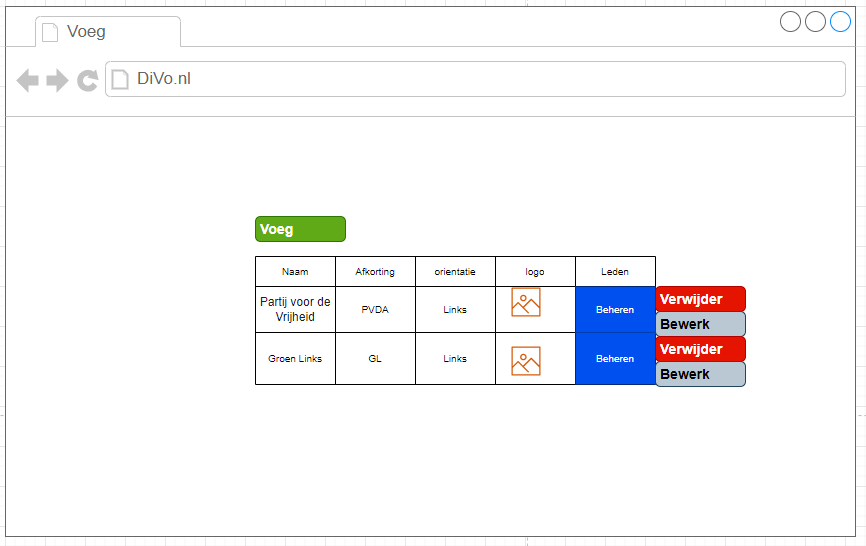 Voeg
DiVo.nl
Voeg
Naam Afkorting orientatie logo Leden
Partij voor de
Vrijheid
PVDA Links Beheren
Verwijder
Bewerk
Groen Links GL Links Beheren
Verwijder
Bewerk